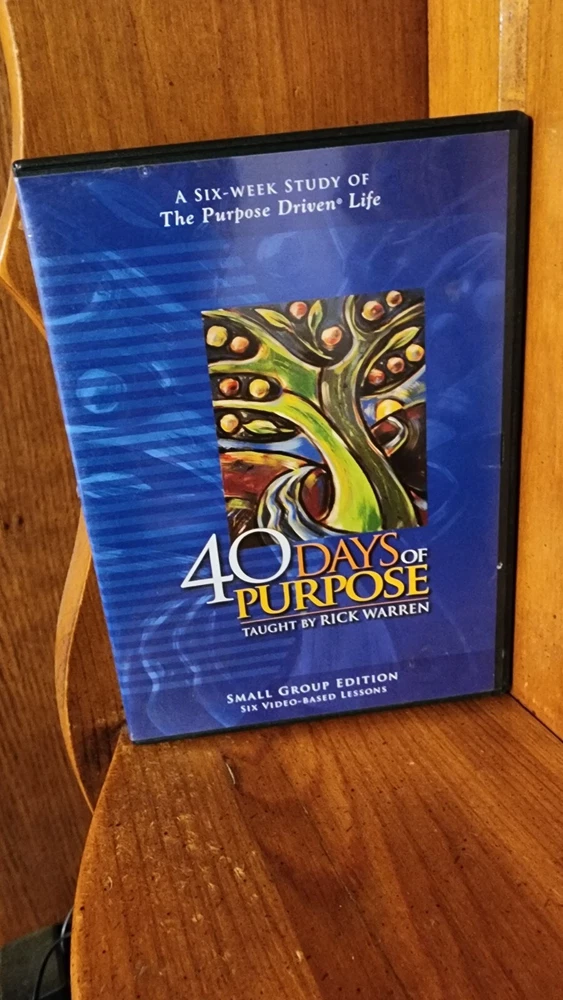 A SIX-WEEK STUDY OF
The Purpose Driven® Life
40 DAYS OF
PURPOSE
TAUGHT BY RICK WARREN
SMALL GROUP EDITION
SIX VIDEO-BASED LESSONS